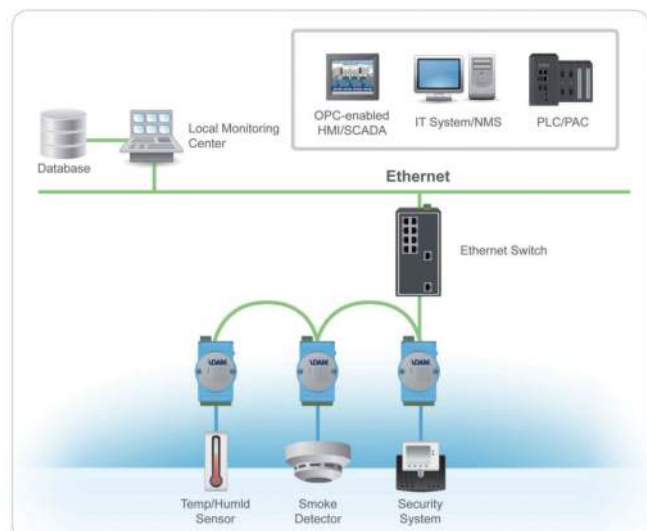 OPC-enabled
HMI/SCADA
IT System/NMS
PLC/PAC
Local Monitoring
Center
Database
Ethernet
Ethernet Switch
ADAM
ADAM
ADAM
Temp/Humid
Sensor
Smoke
Detector
Security
System